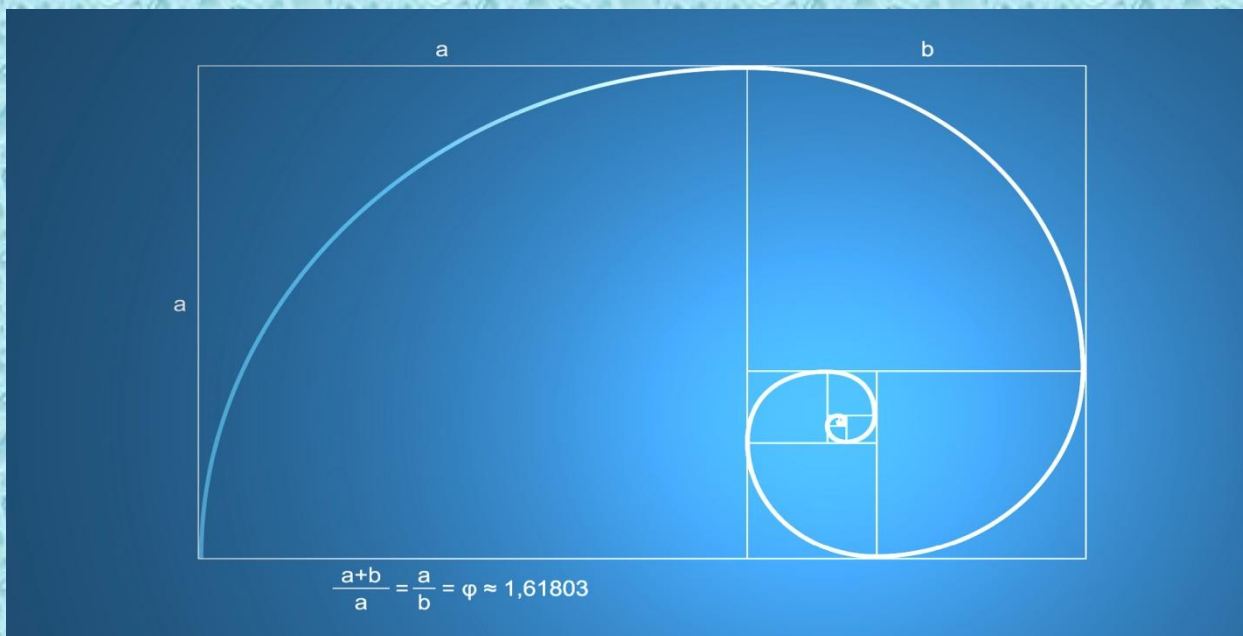 a b
a
a+b/a = a/b = φ ≈ 1,61803